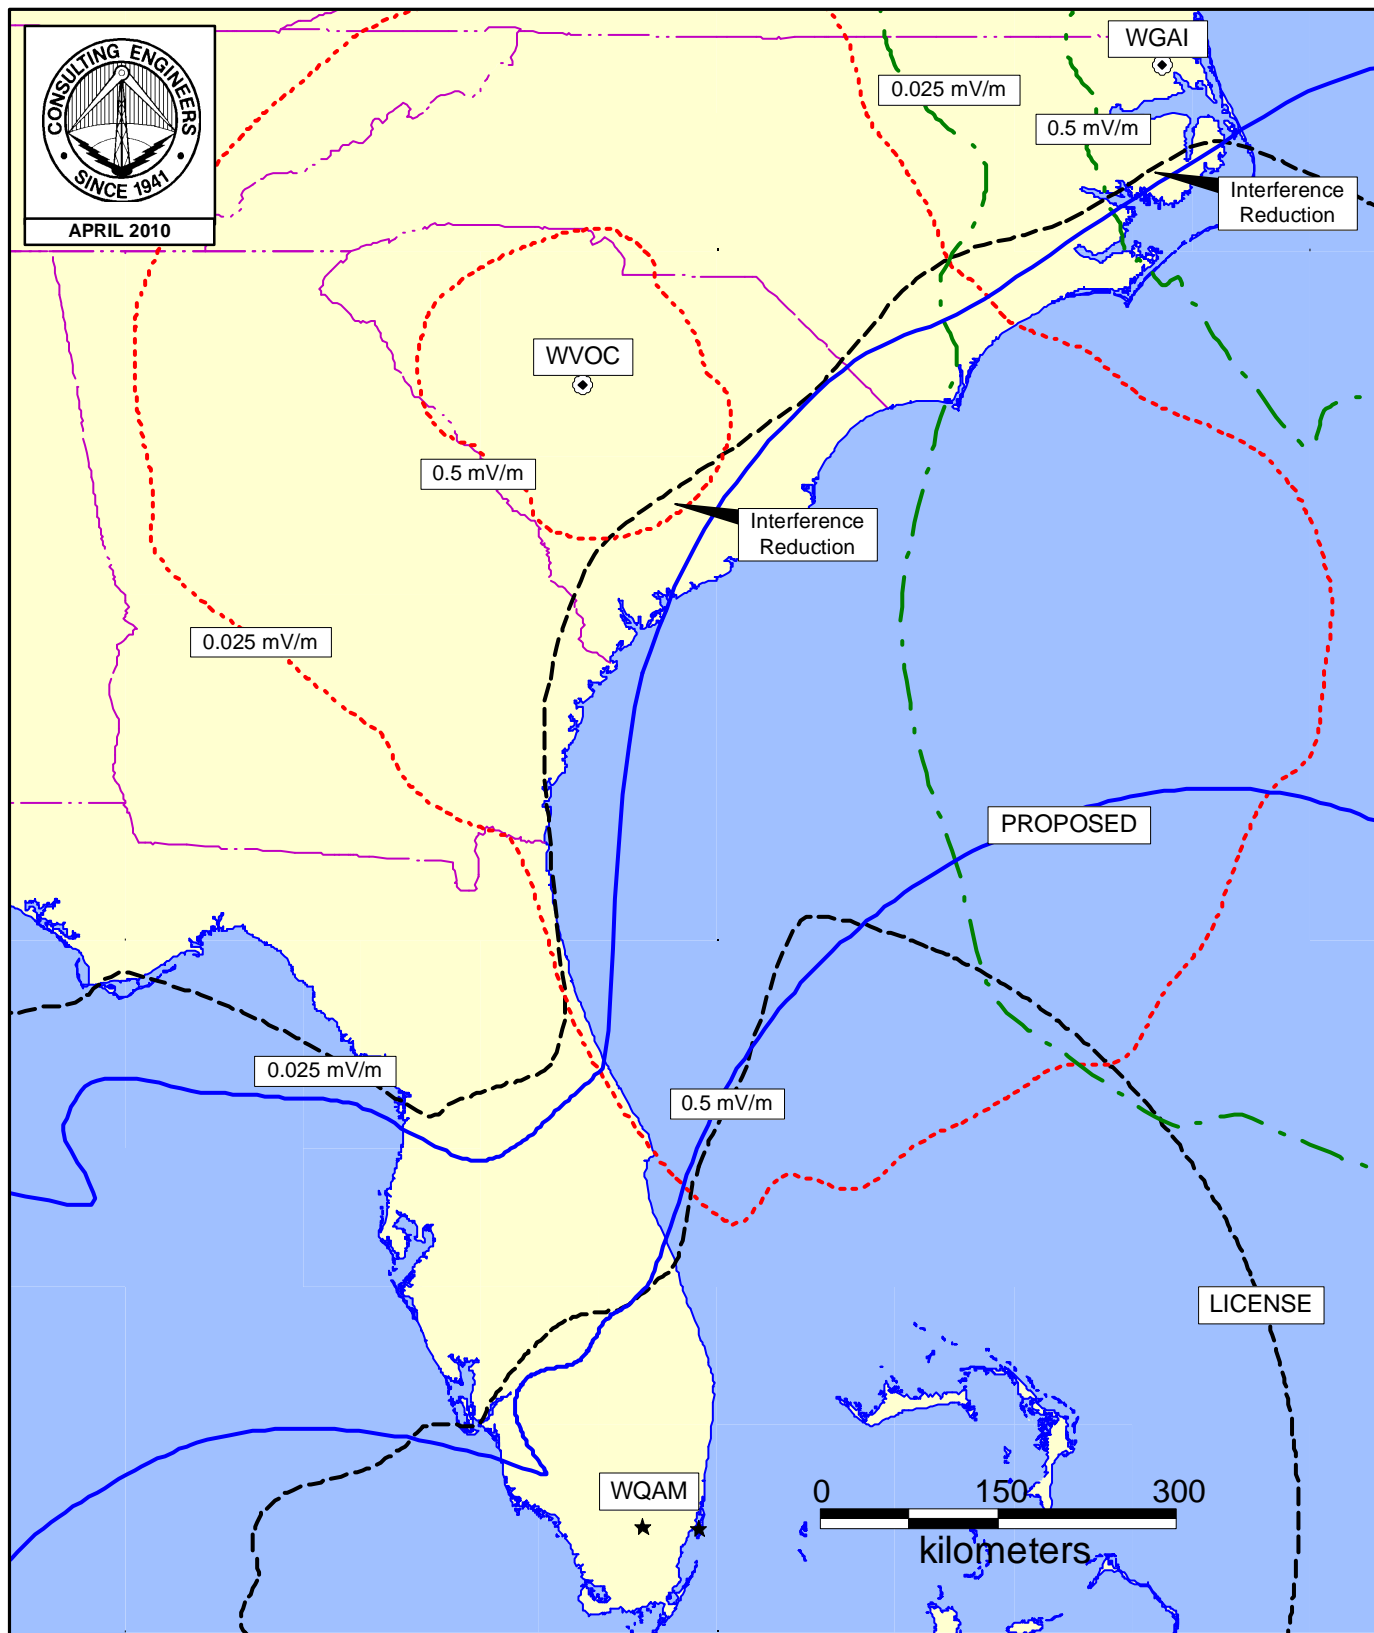 CONSULTING ENGINEERS
SINCE 1941
APRIL 2010
WGAI
0.025 mV/m
0.5 mV/m
Interference
Reduction
WVOC
0.5 mV/m
Interference
Reduction
0.025 mV/m
PROPOSED
0.025 mV/m
0.5 mV/m
LICENSE
WQAM
0 150 300
kilometers